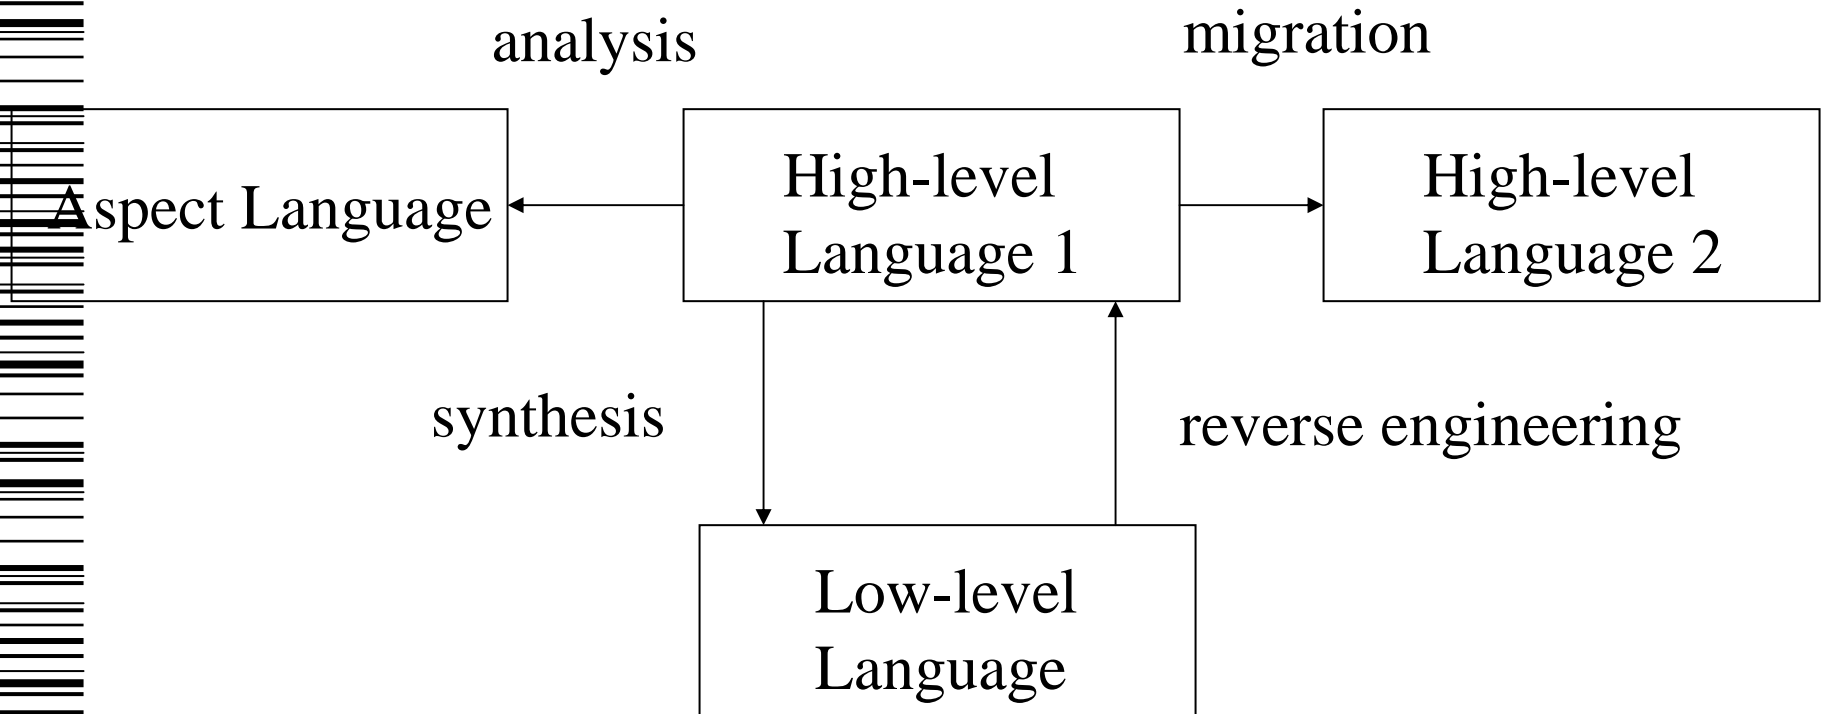 analysis
migration
Aspect Language
High-level
Language 1
High-level
Language 2
synthesis
reverse engineering
Low-level
Language